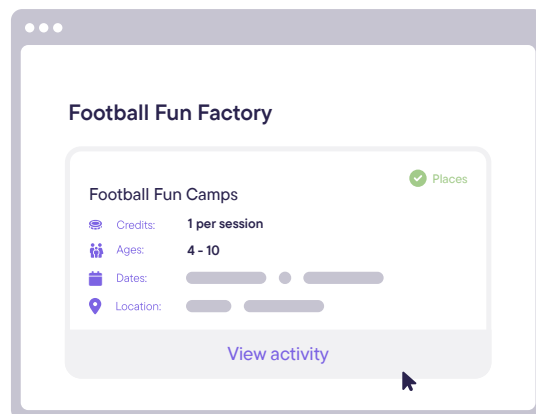 Football Fun Factory
Places
Football Fun Camps
Credits: 1 per session
Ages: 4 - 10
Dates:
Location:
View activity